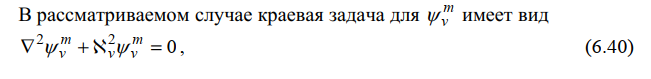 В рассматриваемом случае краевая задача для ψ_ν^m имеет вид
∇²ψ_ν^m + ℵ_ν²ψ_ν^m = 0 , (6.40)